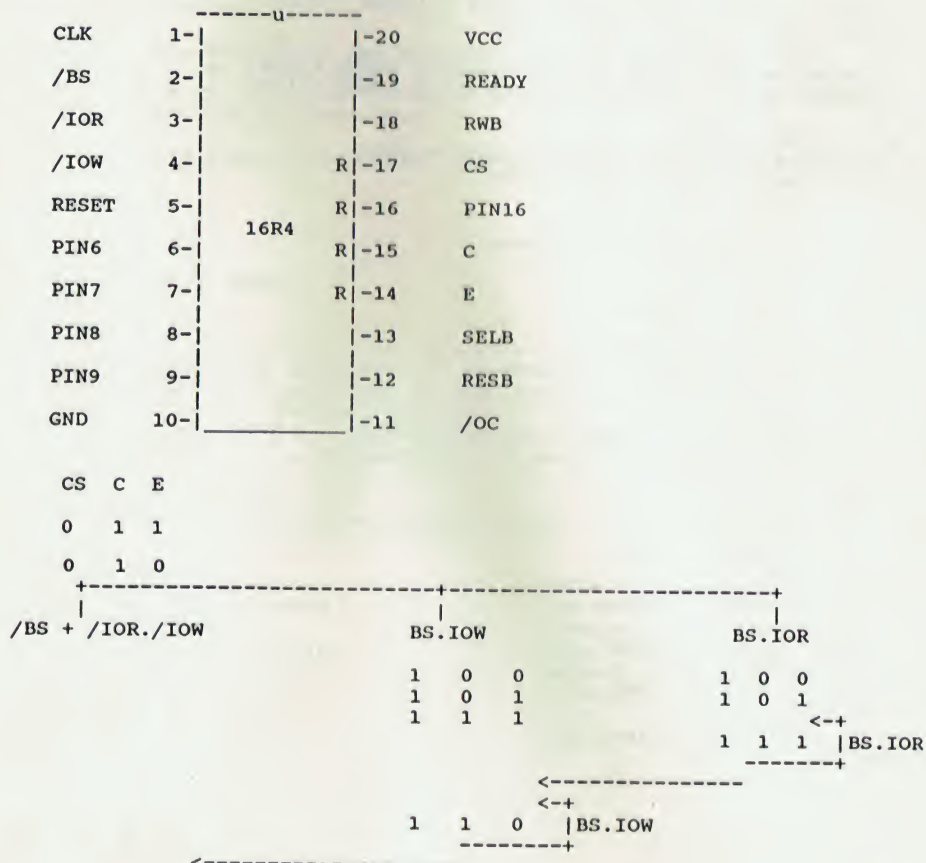 ------u------
CLK 1-| |-20 VCC
/BS 2-| |-19 READY
/IOR 3-| |-18 RWB
/IOW 4-| R|-17 CS
RESET 5-| R|-16 PIN16
16R4
PIN6 6-| R|-15 C
PIN7 7-| R|-14 E
PIN8 8-| |-13 SELB
PIN9 9-| |-12 RESB
GND 10-|____________|-11 /OC
CS C E
0 1 1
0 1 0
+-----------------------------+---------------------------+
| | |
/BS + /IOR./IOW BS.IOW BS.IOR
1 0 0 1 0 0
1 0 1 1 0 1
1 1 1 <-+
1 1 1 |BS.IOR
-------+
<-----------------
<-+
1 1 0 |BS.IOW
--------+
<----------------------